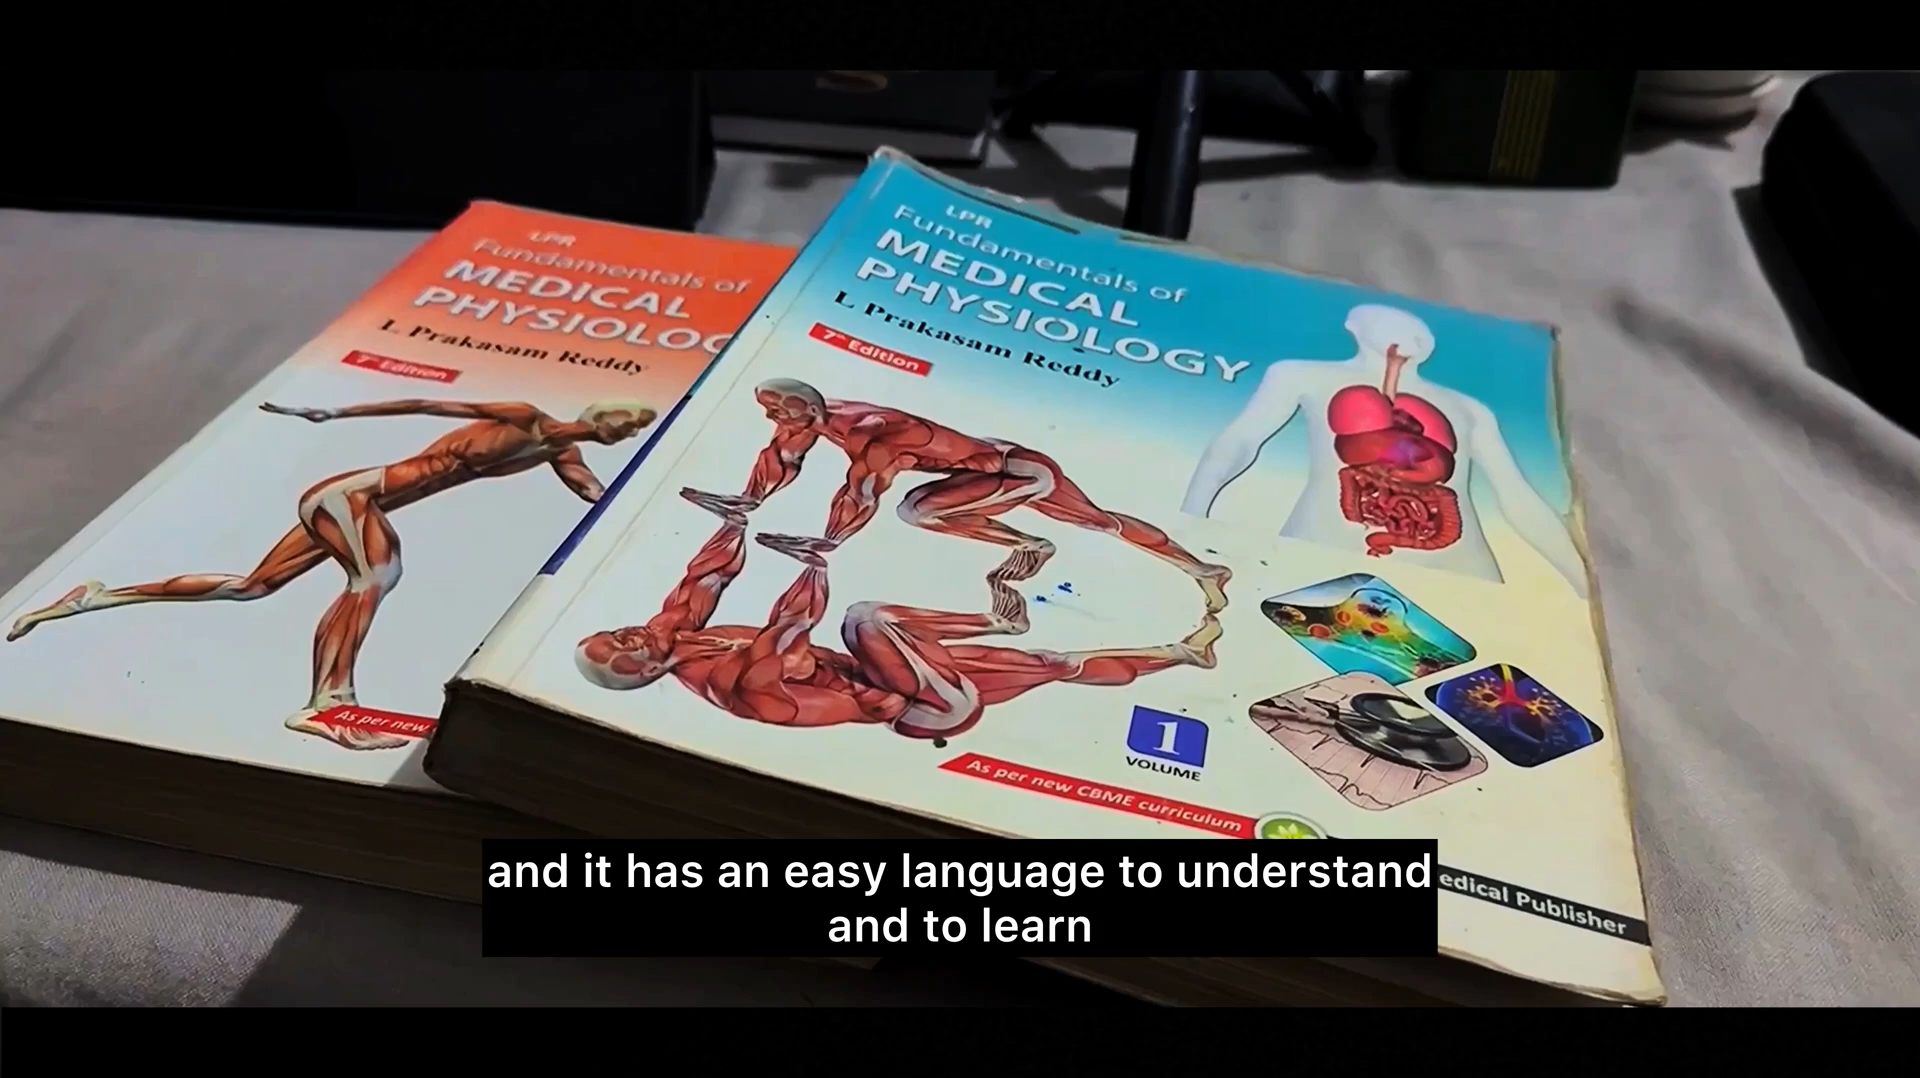 LPR
Fundamentals of
MEDICAL
PHYSIOLOG
L Prakasam Reddy
7th Edition
As per new
LPR
Fundamentals of
MEDICAL
PHYSIOLOGY
L Prakasam Reddy
7th Edition
1
VOLUME
As per new CBME curriculum
edical Publisher
and it has an easy language to understand
and to learn